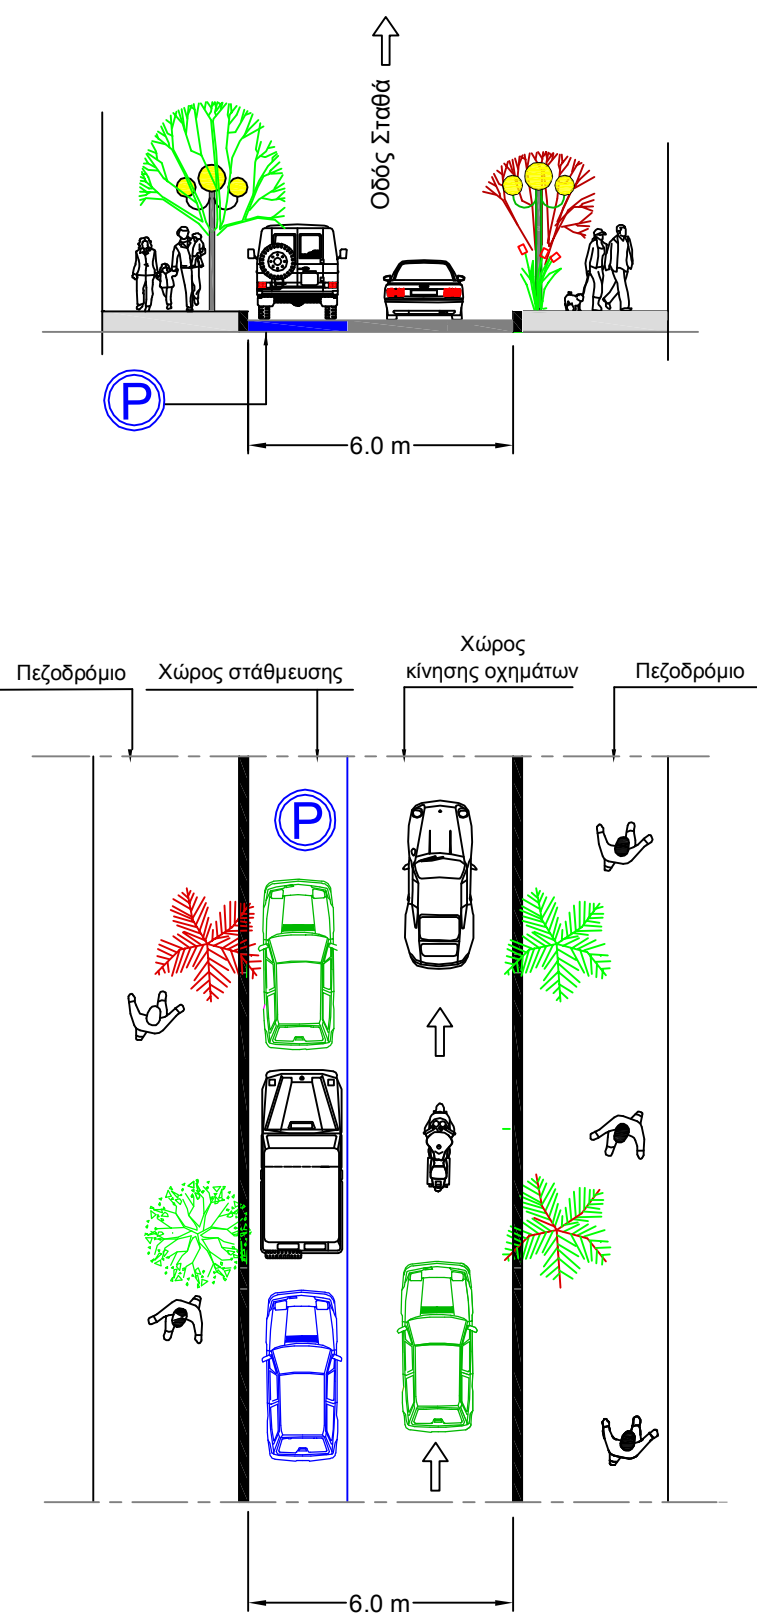 Οδός Σταθά
P
6.0 m
Πεζοδρόμιο
Χώρος στάθμευσης
Χώρος
κίνησης οχημάτων
Πεζοδρόμιο
P
6.0 m